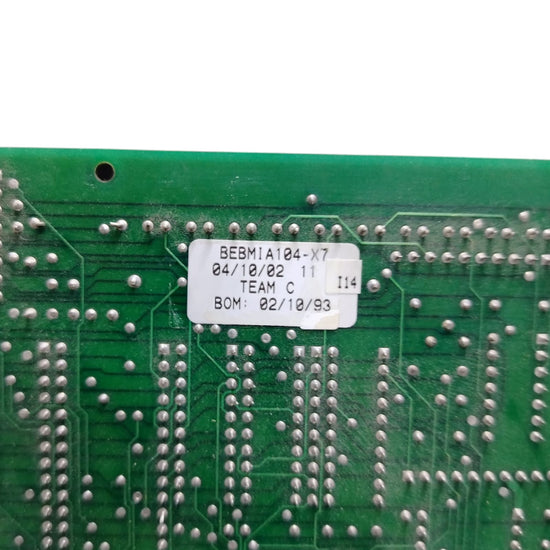 BEBMIA104-X7
04/10/02 11
I14
TEAM C
BOM: 02/10/93